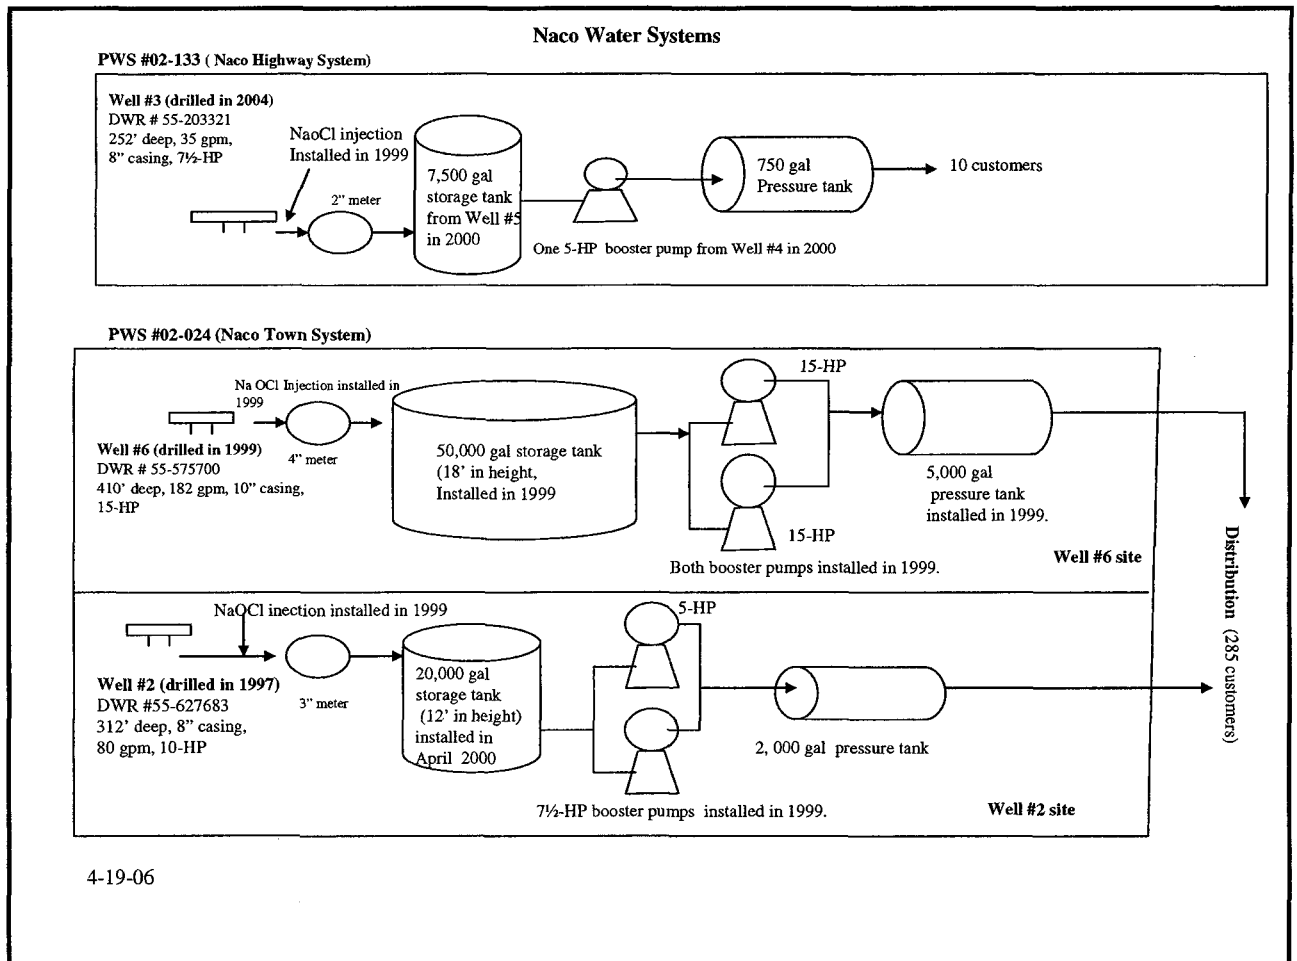 Naco Water Systems
PWS #02-133 ( Naco Highway System)
Well #3 (drilled in 2004)
DWR # 55-203321
252' deep, 35 gpm,
8" casing, 7½-HP
NaoCl injection
Installed in 1999
2" meter
7,500 gal
storage tank
from Well #5
in 2000
One 5-HP booster pump from Well #4 in 2000
750 gal
Pressure tank
10 customers
PWS #02-024 (Naco Town System)
Na OCl Injection installed in
1999
Well #6 (drilled in 1999)
DWR # 55-575700
410' deep, 182 gpm, 10" casing,
15-HP
4" meter
50,000 gal storage tank
(18' in height,
Installed in 1999
15-HP
15-HP
Both booster pumps installed in 1999.
5,000 gal
pressure tank
installed in 1999.
Well #6 site
NaOCl inection installed in 1999
Well #2 (drilled in 1997)
DWR #55-627683
312' deep, 8" casing,
80 gpm, 10-HP
3" meter
20,000 gal
storage tank
(12' in height)
installed in
April 2000
5-HP
7½-HP booster pumps installed in 1999.
2, 000 gal pressure tank
Well #2 site
Distribution (285 customers)
4-19-06